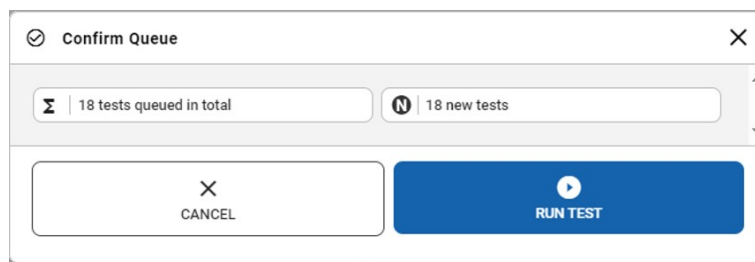 Confirm Queue
Σ 18 tests queued in total
N 18 new tests
CANCEL
RUN TEST